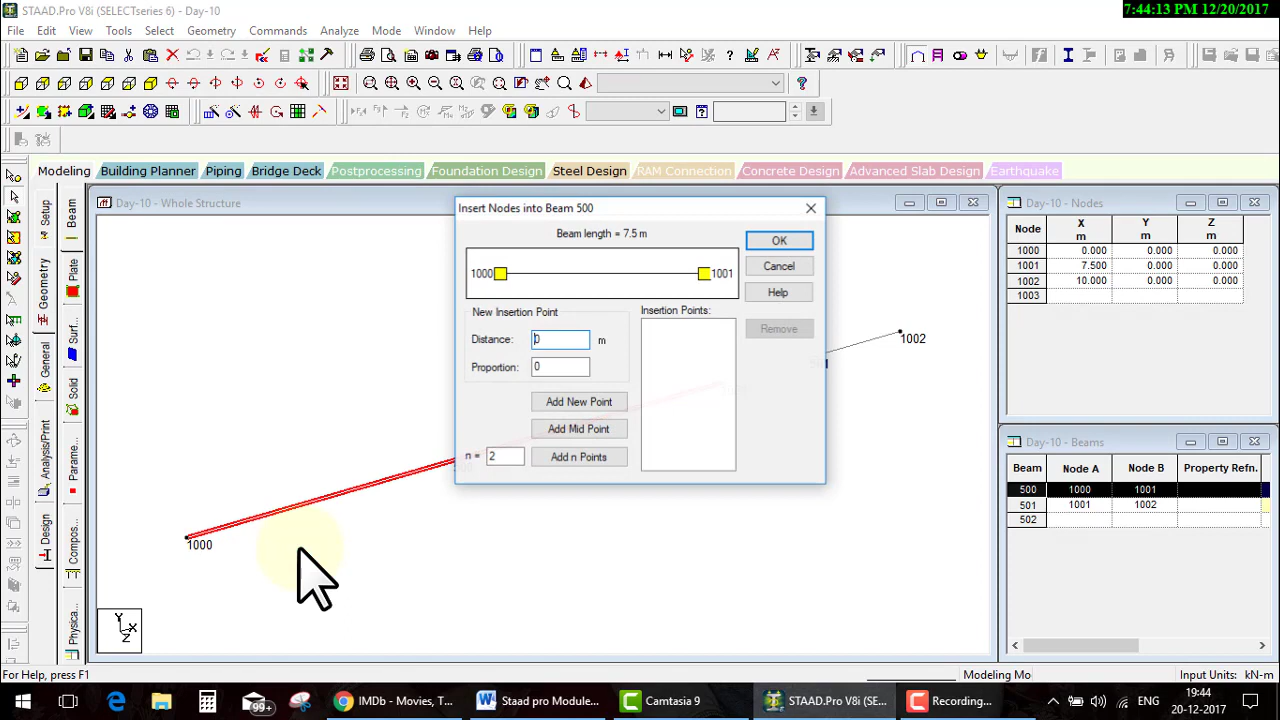 STAAD.Pro V8i (SELECTseries 6) - Day-10
7:44:13 PM 12/20/2017
File Edit View Tools Select Geometry Commands Analyze Mode Window Help
Modeling Building Planner Piping Bridge Deck Postprocessing Foundation Design Steel Design RAM Connection Concrete Design Advanced Slab Design Earthquake
Setup
Geometry
General
Analysis/Print
Design
Beam
Plate
Surf...
Solid
Parame...
Compos...
Physica...
Day-10 - Whole Structure
1000
1002
Y
X
Z
Insert Nodes into Beam 500
Beam length = 7.5 m
1000 1001
New Insertion Point
Distance: 0 m
Proportion: 0
Add New Point
Add Mid Point
n = 2 Add n Points
Insertion Points:
OK
Cancel
Help
Remove
Day-10 - Nodes
Node X m Y m Z m
1000 0.000 0.000 0.000
1001 7.500 0.000 0.000
1002 10.000 0.000 0.000
1003
Day-10 - Beams
Beam Node A Node B Property Refn.
500 1000 1001
501 1001 1002
502
For Help, press F1
Modeling Mo
Input Units: kN-m
99+
IMDb - Movies, T...
Staad pro Module...
Camtasia 9
STAAD.Pro V8i (SE...
Recording...
ENG
19:44
20-12-2017